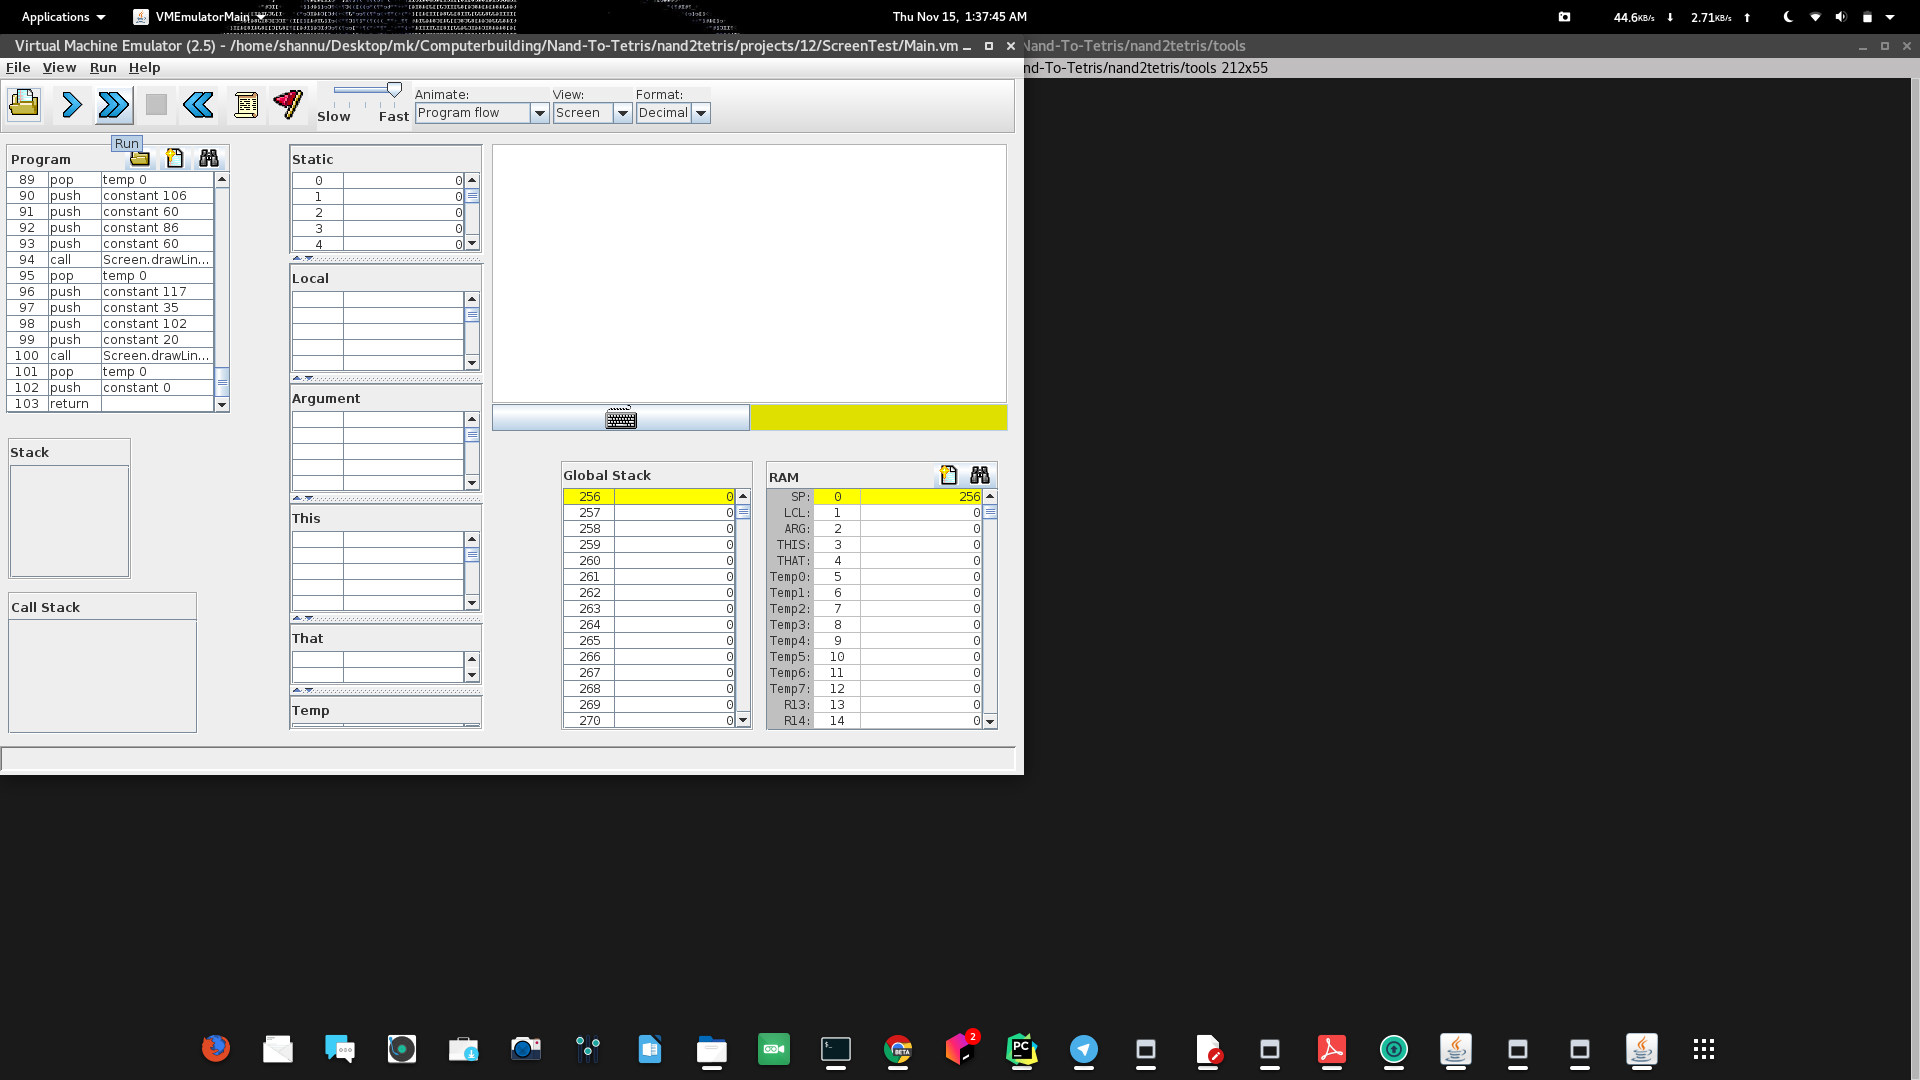 Applications
VMEmulatorMain
Thu Nov 15, 1:37:45 AM
44.6KB/s
2.71KB/s
Virtual Machine Emulator (2.5) - /home/shannu/Desktop/mk/Computerbuilding/Nand-To-Tetris/nand2tetris/projects/12/ScreenTest/Main.vm
Nand-To-Tetris/nand2tetris/tools
File View Run Help
nd-To-Tetris/nand2tetris/tools 212x55
Slow Fast
Animate:
Program flow
View:
Screen
Format:
Decimal
Run
Program
89 pop temp 0
90 push constant 106
91 push constant 60
92 push constant 86
93 push constant 60
94 call Screen.drawLin...
95 pop temp 0
96 push constant 117
97 push constant 35
98 push constant 102
99 push constant 20
100 call Screen.drawLin...
101 pop temp 0
102 push constant 0
103 return
Stack
Call Stack
Static
0 0
1 0
2 0
3 0
4 0
Local
Argument
This
That
Temp
Global Stack
256 0
257 0
258 0
259 0
260 0
261 0
262 0
263 0
264 0
265 0
266 0
267 0
268 0
269 0
270 0
RAM
SP: 0 256
LCL: 1 0
ARG: 2 0
THIS: 3 0
THAT: 4 0
Temp0: 5 0
Temp1: 6 0
Temp2: 7 0
Temp3: 8 0
Temp4: 9 0
Temp5: 10 0
Temp6: 11 0
Temp7: 12 0
R13: 13 0
R14: 14 0
BETA
2
PC